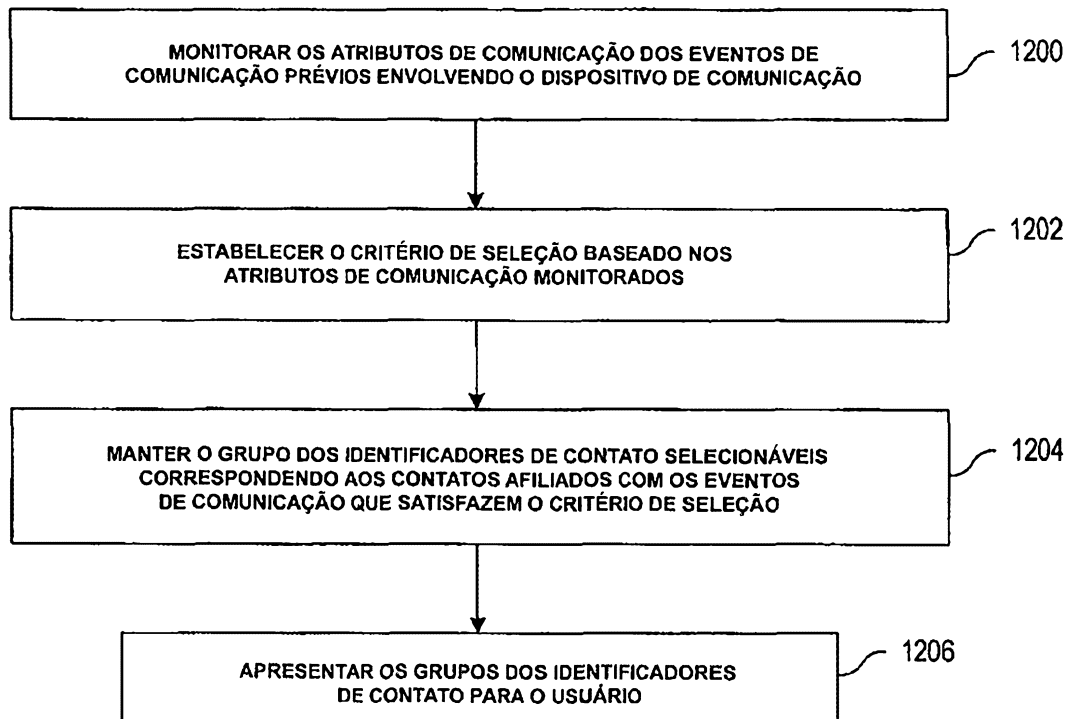 MONITORAR OS ATRIBUTOS DE COMUNICAÇÃO DOS EVENTOS DE
COMUNICAÇÃO PRÉVIOS ENVOLVENDO O DISPOSITIVO DE COMUNICAÇÃO
1200
ESTABELECER O CRITÉRIO DE SELEÇÃO BASEADO NOS
ATRIBUTOS DE COMUNICAÇÃO MONITORADOS
1202
MANTER O GRUPO DOS IDENTIFICADORES DE CONTATO SELECIONÁVEIS
CORRESPONDENDO AOS CONTATOS AFILIADOS COM OS EVENTOS
DE COMUNICAÇÃO QUE SATISFAZEM O CRITÉRIO DE SELEÇÃO
1204
APRESENTAR OS GRUPOS DOS IDENTIFICADORES
DE CONTATO PARA O USUÁRIO
1206